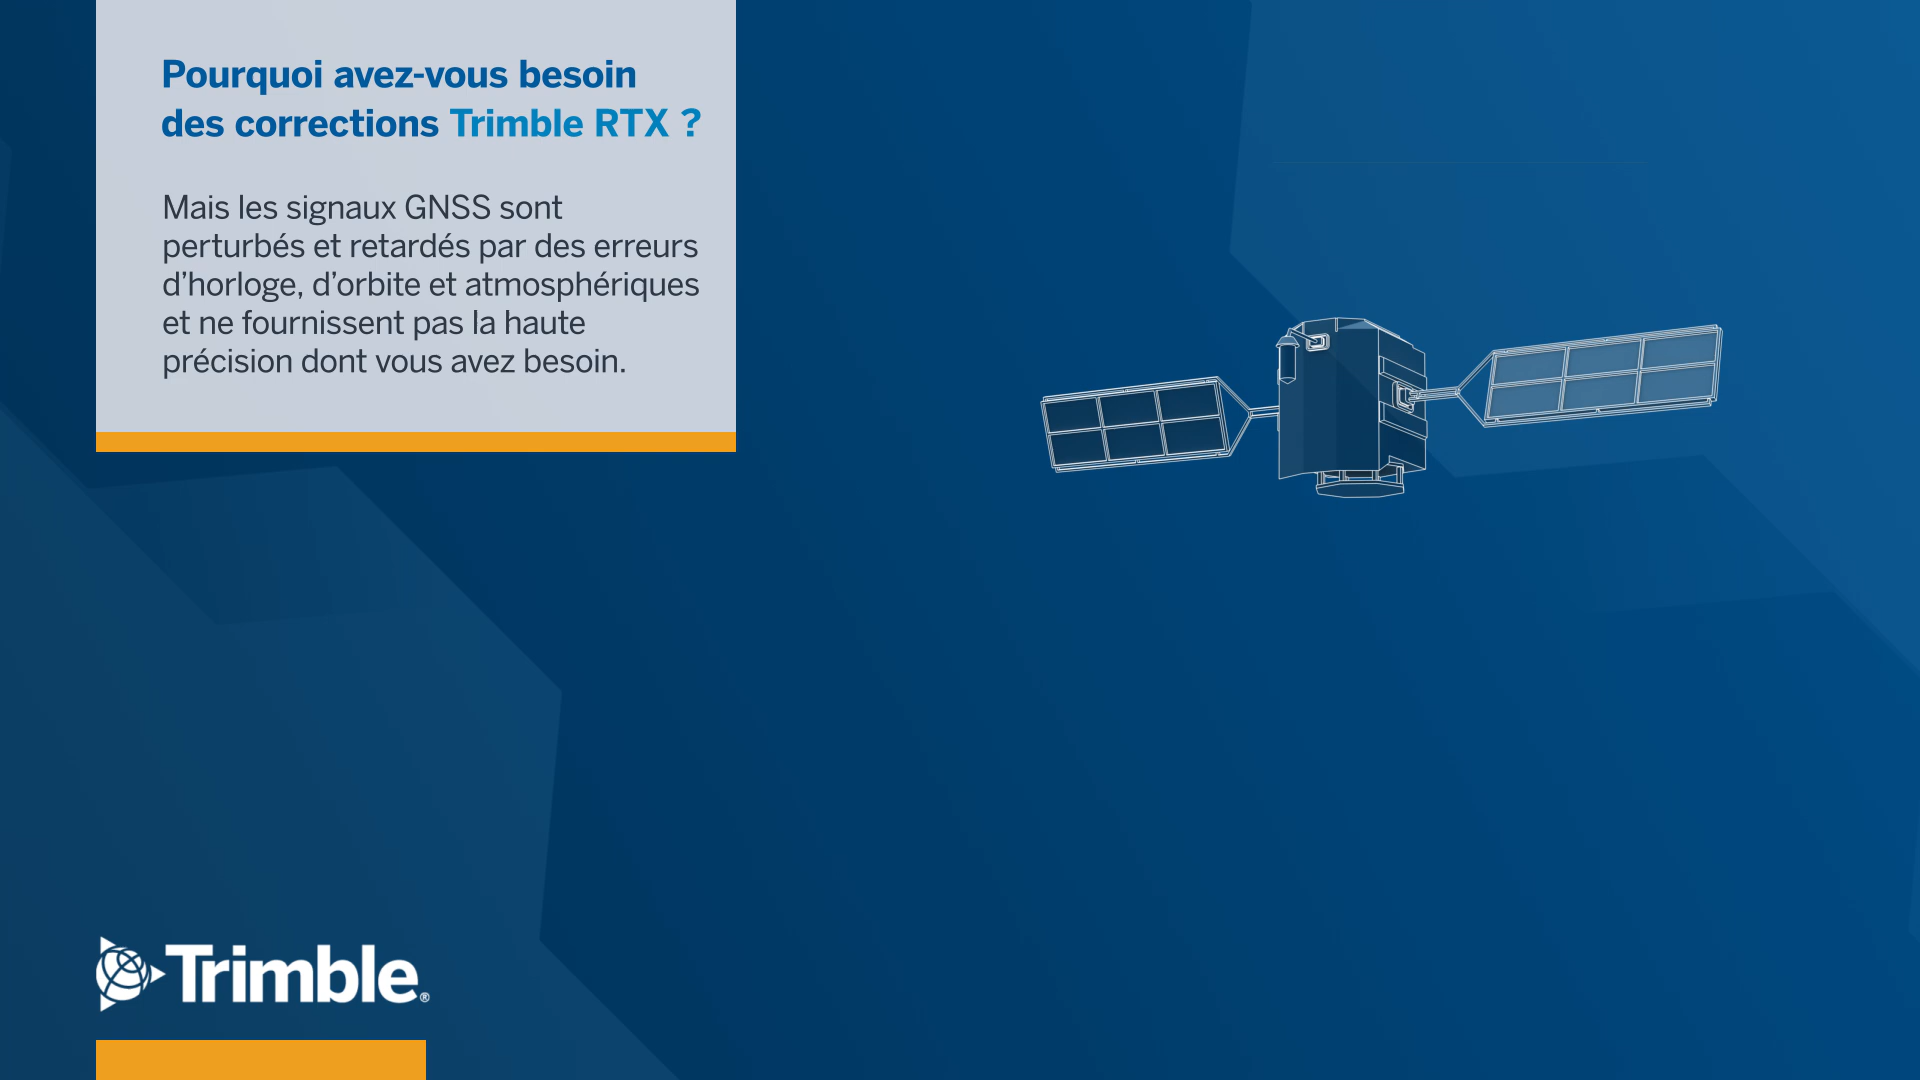 Pourquoi avez-vous besoin
des corrections Trimble RTX ?
Mais les signaux GNSS sont
perturbés et retardés par des erreurs
d’horloge, d’orbite et atmosphériques
et ne fournissent pas la haute
précision dont vous avez besoin.
Trimble®